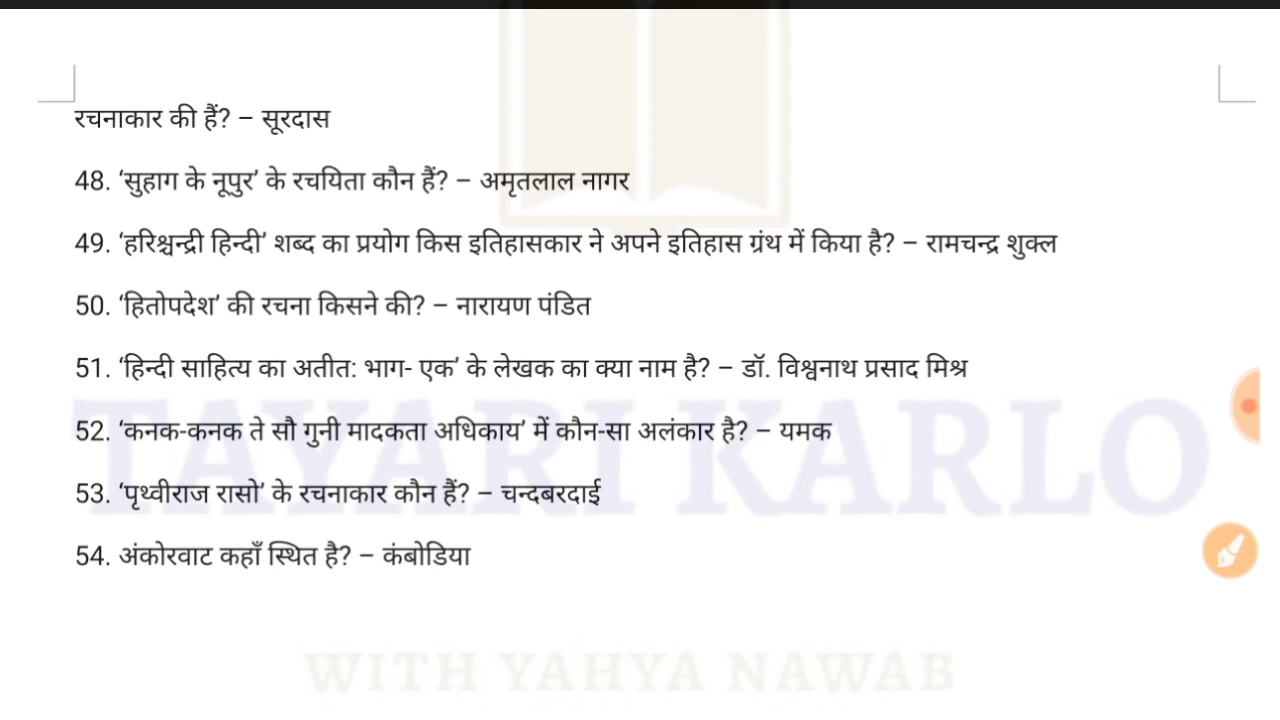 रचनाकार की हैं? – सूरदास
48. ‘सुहाग के नूपुर’ के रचयिता कौन हैं? – अमृतलाल नागर
49. ‘हरिश्चन्द्री हिन्दी’ शब्द का प्रयोग किस इतिहासकार ने अपने इतिहास ग्रंथ में किया है? – रामचन्द्र शुक्ल
50. ‘हितोपदेश’ की रचना किसने की? – नारायण पंडित
51. ‘हिन्दी साहित्य का अतीत: भाग- एक’ के लेखक का क्या नाम है? – डॉ. विश्वनाथ प्रसाद मिश्र
52. ‘कनक-कनक ते सौ गुनी मादकता अधिकाय’ में कौन-सा अलंकार है? – यमक
TAYARI KARLO
53. ‘पृथ्वीराज रासो’ के रचनाकार कौन हैं? – चन्दबरदाई
54. अंकोरवाट कहाँ स्थित है? – कंबोडिया
WITH YAHYA NAWAB